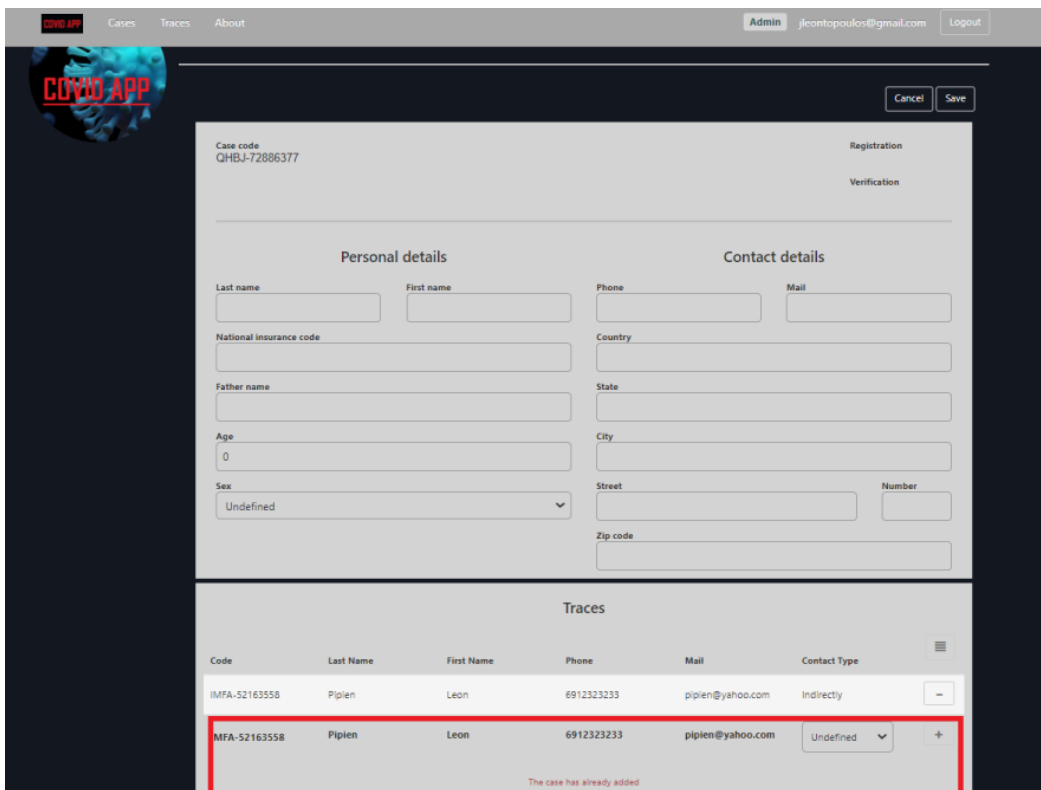 COVID APP Cases Traces About Admin jleontopoulos@gmail.com Logout
COVID APP
Cancel Save
Case code Registration
QHBJ-72886377
Verification
Personal details Contact details
Last name First name Phone Mail
National insurance code Country
Father name State
Age City
0
Sex Street Number
Undefined
Zip code
Traces
Code Last Name First Name Phone Mail Contact Type
IMFA-52163558 Pipien Leon 6912323233 pipien@yahoo.com Indirectly -
MFA-52163558 Pipien Leon 6912323233 pipien@yahoo.com Undefined +
The case has already added